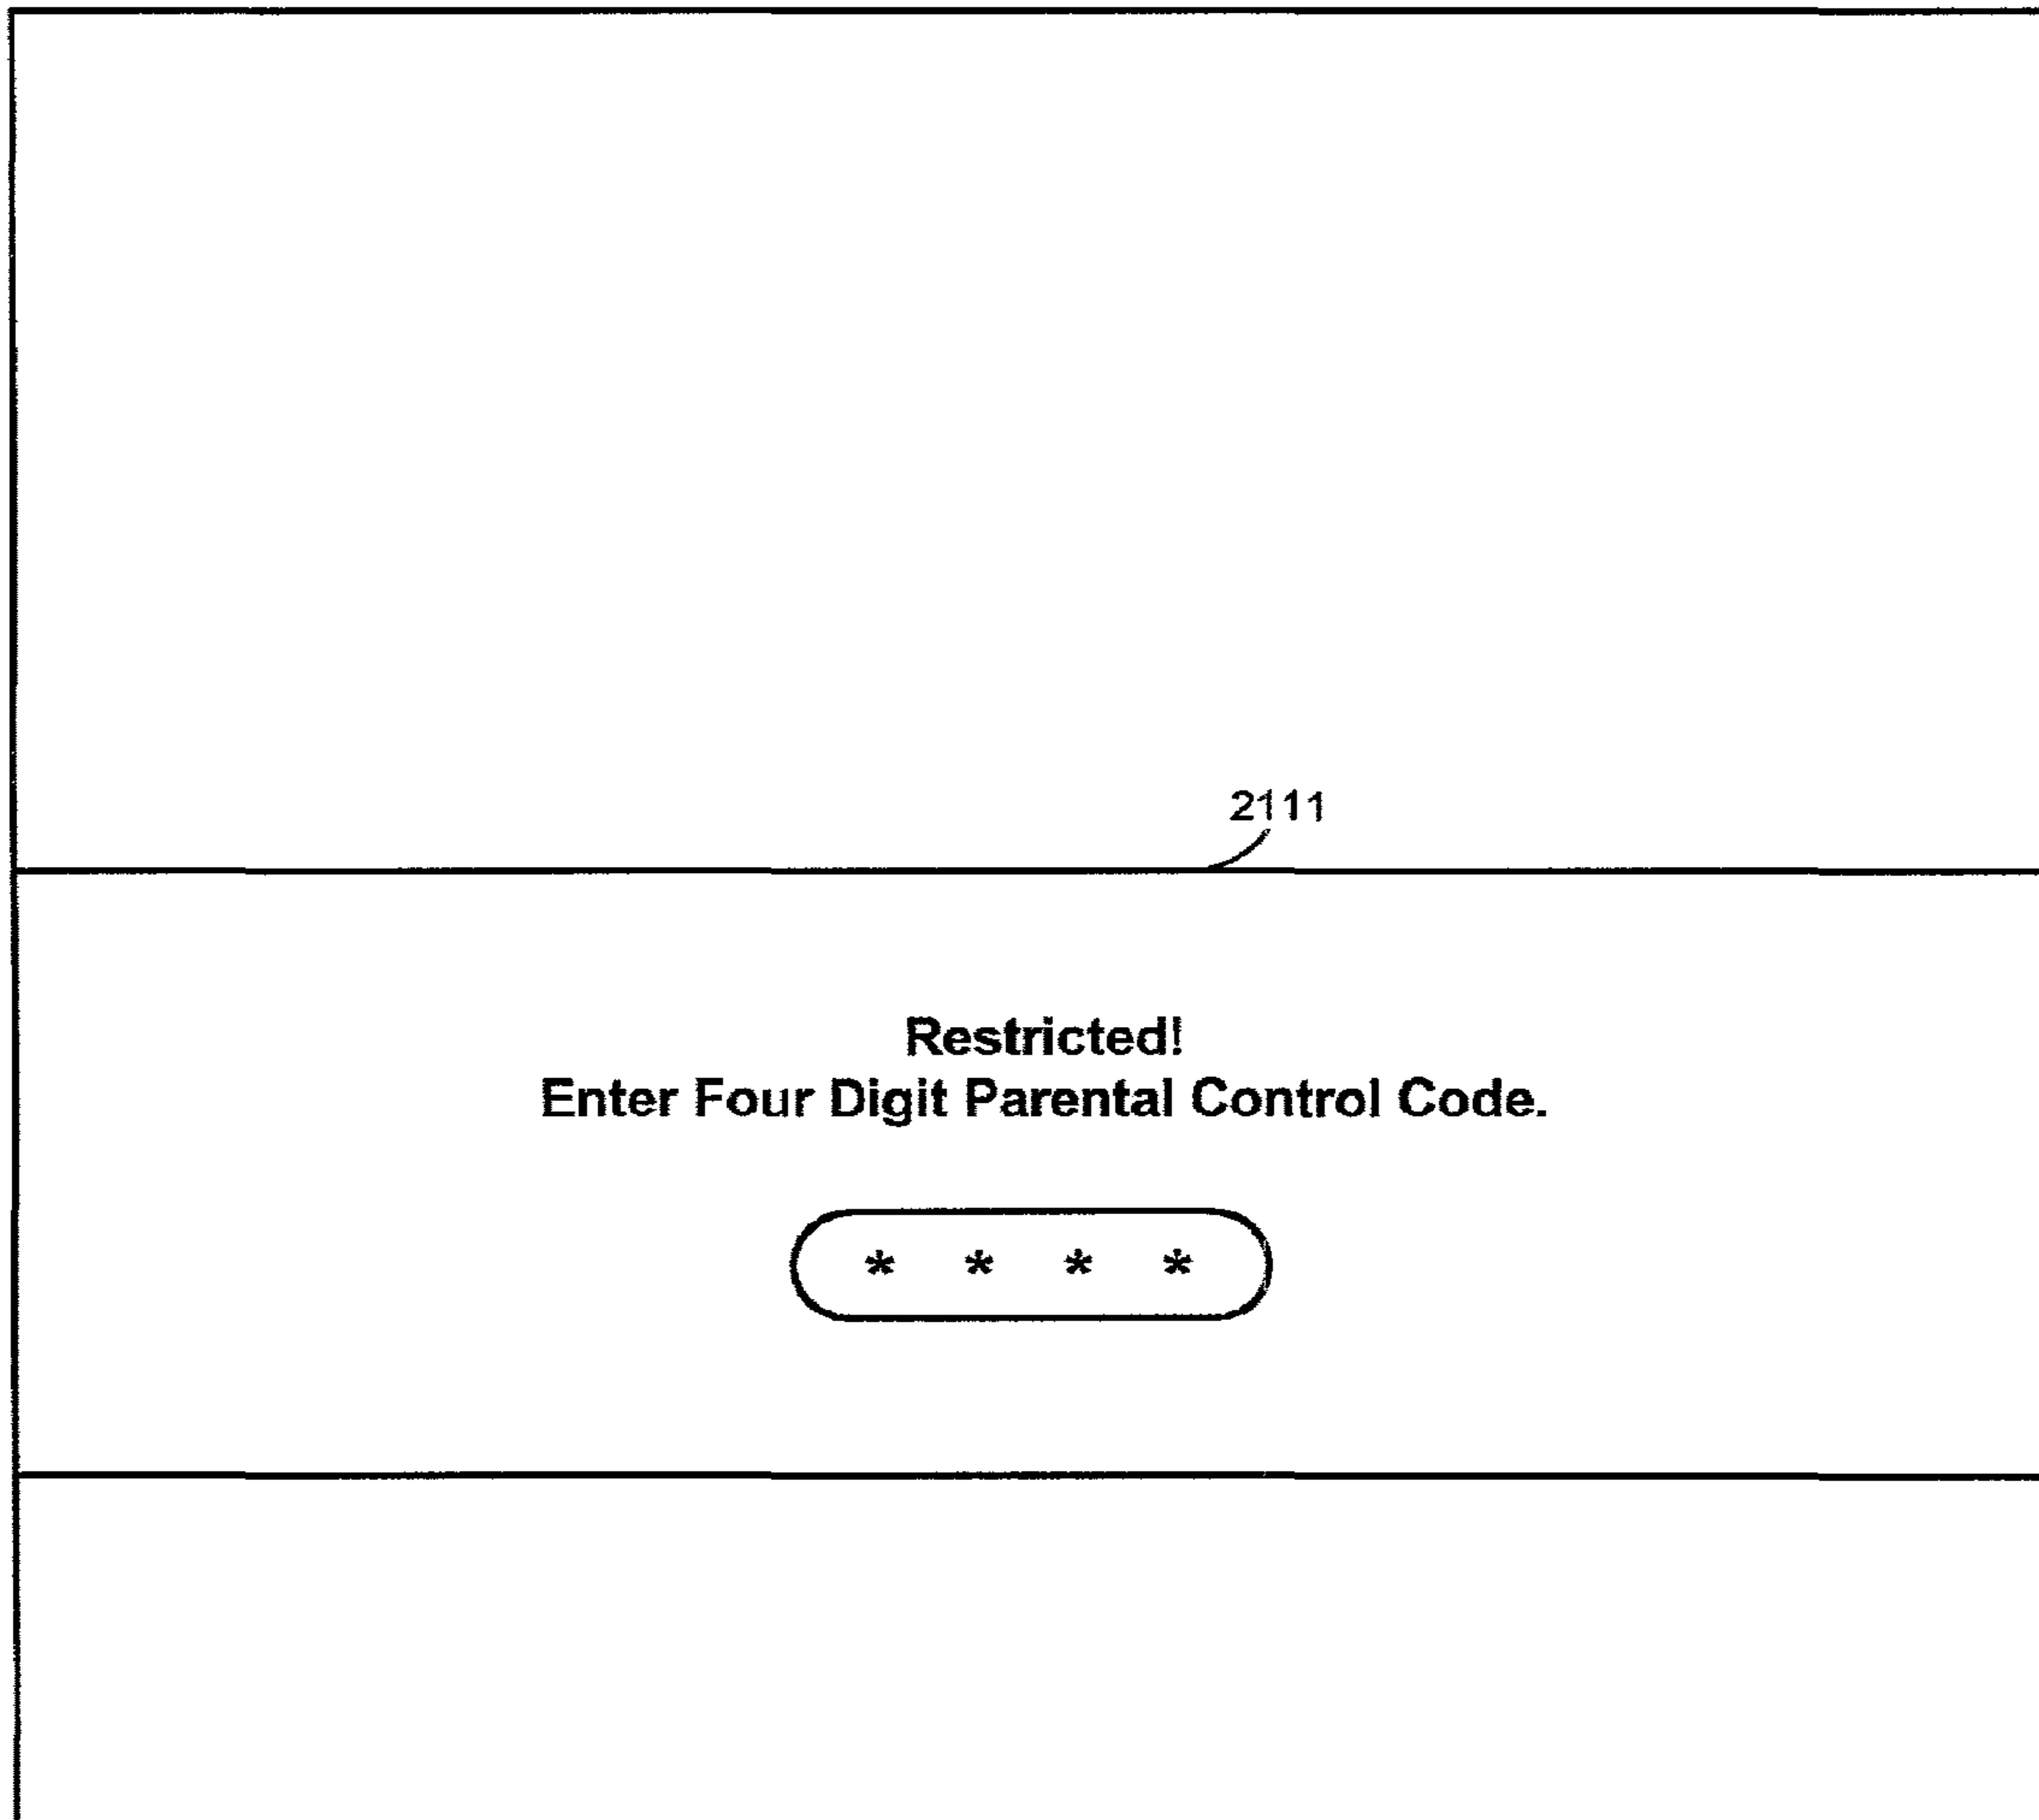 2111
Restricted!
Enter Four Digit Parental Control Code.
* * * *